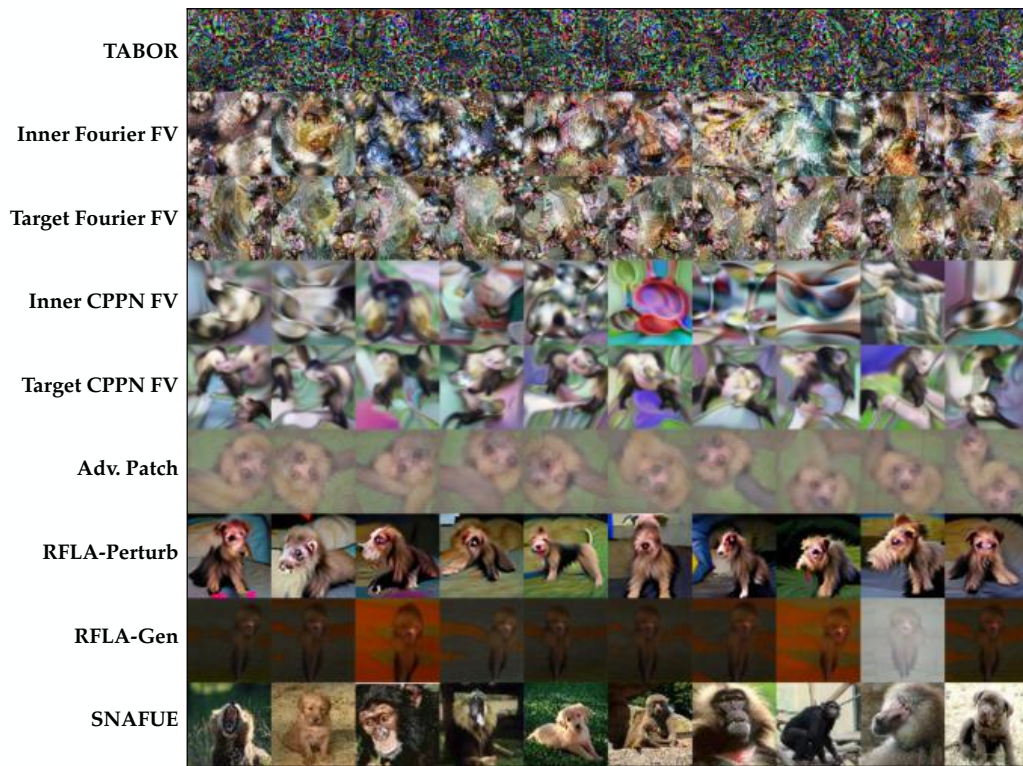 TABOR
Inner Fourier FV
Target Fourier FV
Inner CPPN FV
Target CPPN FV
Adv. Patch
RFLA-Perturb
RFLA-Gen
SNAFUE